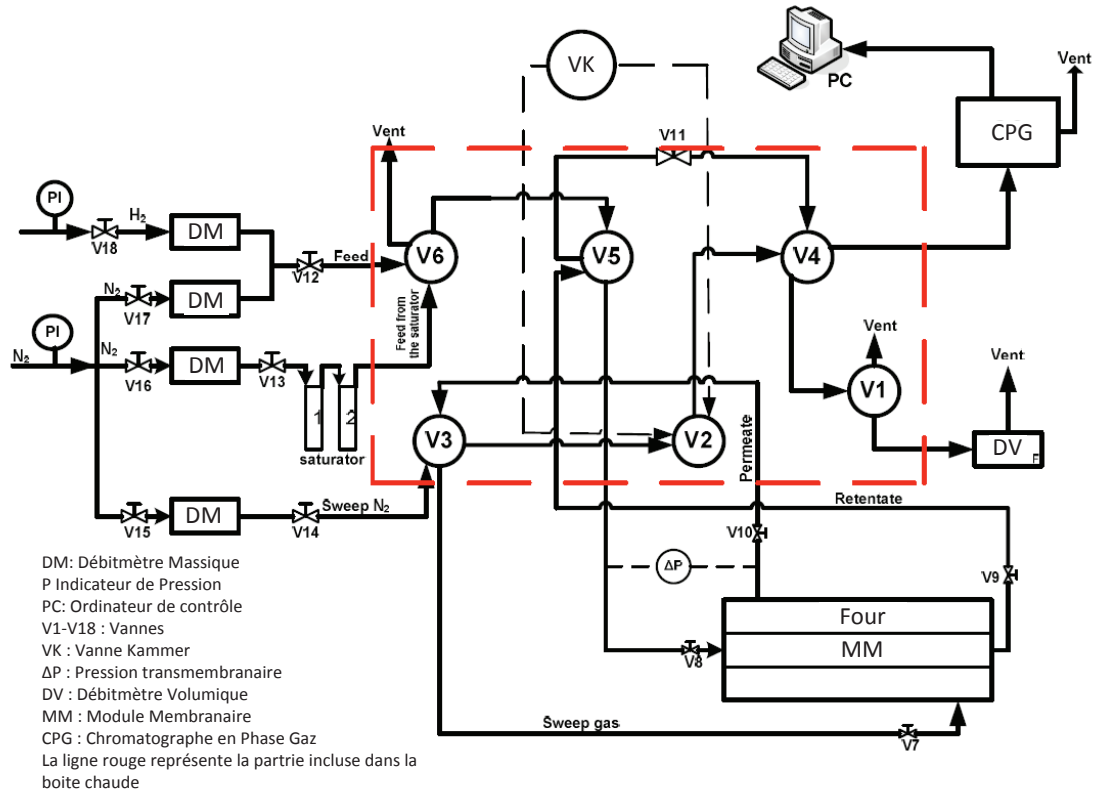 VK
PC
Vent
CPG
Vent
V11
PI
H₂
DM
V18
V6
V5
V4
Feed
V12
N₂
DM
V17
PI
Feed from
the saturator
N₂
N₂
DM
V16
V13
1
2
saturator
Vent
V1
Vent
V3
V2
DV
F
Permeate
Retentate
DM
Sweep N₂
V15
V14
V10
ΔP
V9
Four
MM
V8
Sweep gas
V7
DM: Débitmètre Massique
P Indicateur de Pression
PC: Ordinateur de contrôle
V1-V18 : Vannes
VK : Vanne Kammer
ΔP : Pression transmembranaire
DV : Débitmètre Volumique
MM : Module Membranaire
CPG : Chromatographe en Phase Gaz
La ligne rouge représente la partrie incluse dans la
boite chaude